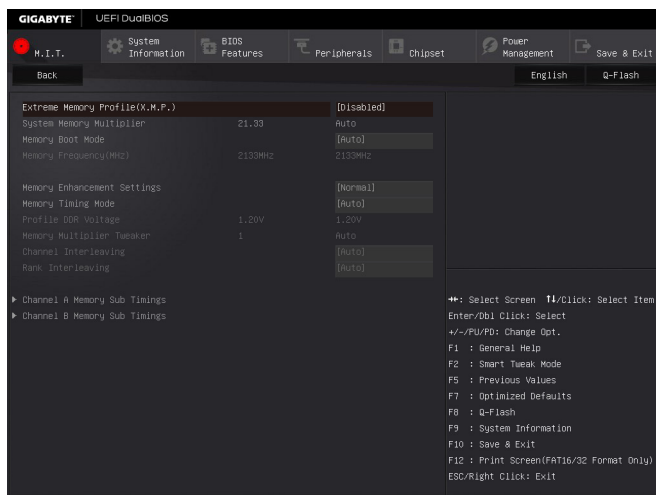 GIGABYTE™ UEFI DualBIOS
M.I.T.
System Information
BIOS Features
Peripherals
Chipset
Power Management
Save & Exit
Back English Q-Flash
Extreme Memory Profile(X.M.P.) [Disabled]
System Memory Multiplier 21.33 Auto
Memory Boot Mode [Auto]
Memory Frequency(MHz) 2133MHz 2133MHz
Memory Enhancement Settings [Normal]
Memory Timing Mode [Auto]
Profile DDR Voltage 1.20V 1.20V
Memory Multiplier Tweaker 1 Auto
Channel Interleaving [Auto]
Rank Interleaving [Auto]
Channel A Memory Sub Timings
Channel B Memory Sub Timings
→←: Select Screen ↑↓/Click: Select Item
Enter/Dbl Click: Select
+/-/PU/PD: Change Opt.
F1 : General Help
F2 : Smart Tweak Mode
F5 : Previous Values
F7 : Optimized Defaults
F8 : Q-Flash
F9 : System Information
F10 : Save & Exit
F12 : Print Screen(FAT16/32 Format Only)
ESC/Right Click: Exit